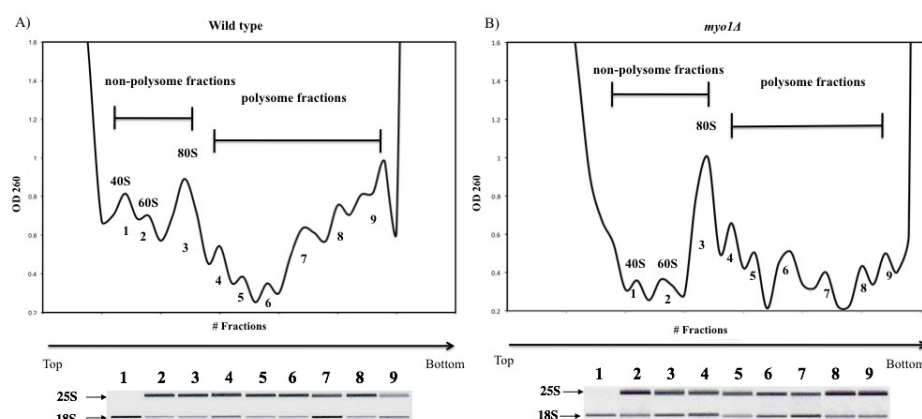 A)
Wild type
1.6
1.4
1.2
1
0.8
0.6
0.4
0.2
OD 260
non-polysome fractions
polysome fractions
40S
60S
80S
1
2
3
4
5
6
7
8
9
# Fractions
Top
Bottom
1 2 3 4 5 6 7 8 9
25S
18S
B)
myo1Δ
1.6
1.4
1.2
1
0.8
0.6
0.4
0.2
OD 260
non-polysome fractions
polysome fractions
80S
40S
60S
1
2
3
4
5
6
7
8
9
# Fractions
Top
Bottom
1 2 3 4 5 6 7 8 9
25S
18S